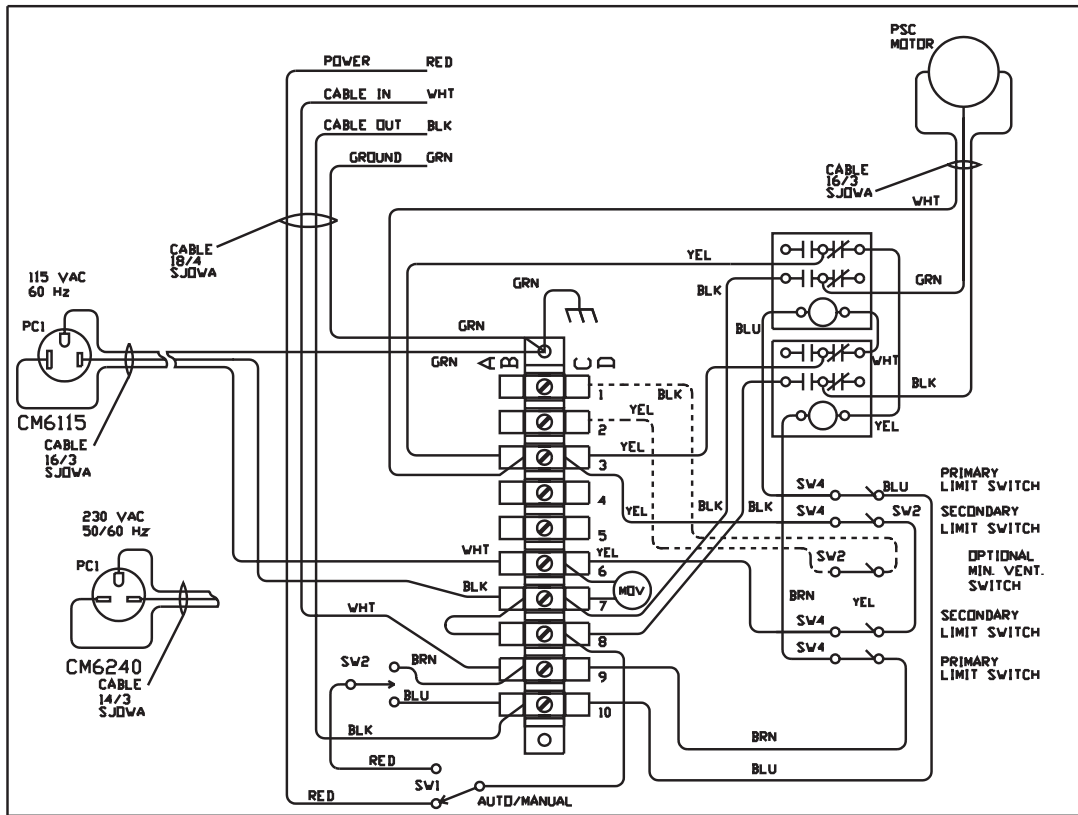 PSC
MOTOR
POWER RED
CABLE IN WHT
CABLE OUT BLK
GROUND GRN
CABLE
16/3
SJOWA
WHT
CABLE
18/4
SJOWA
YEL
BLK
GRN
115 VAC
60 Hz
PC1
GRN
GRN
GRN
BLU
WHT
BLK
YEL
A B C D
CM6115
CABLE
16/3
SJOWA
1
BLK
2
YEL
3
YEL
4
5
6
7
8
9
10
230 VAC
50/60 Hz
PC1
CM6240
CABLE
14/3
SJOWA
WHT
YEL
BLK
MOV
WHT
YEL
BLK
BLK
SW4
BLU
PRIMARY
LIMIT SWITCH
SW4
SW2
SECONDARY
LIMIT SWITCH
SW2
OPTIONAL
MIN. VENT.
SWITCH
BRN
YEL
SW4
SECONDARY
LIMIT SWITCH
SW4
PRIMARY
LIMIT SWITCH
SW2
BRN
BLU
BLK
BRN
RED
BLU
SW1
RED
AUTO/MANUAL